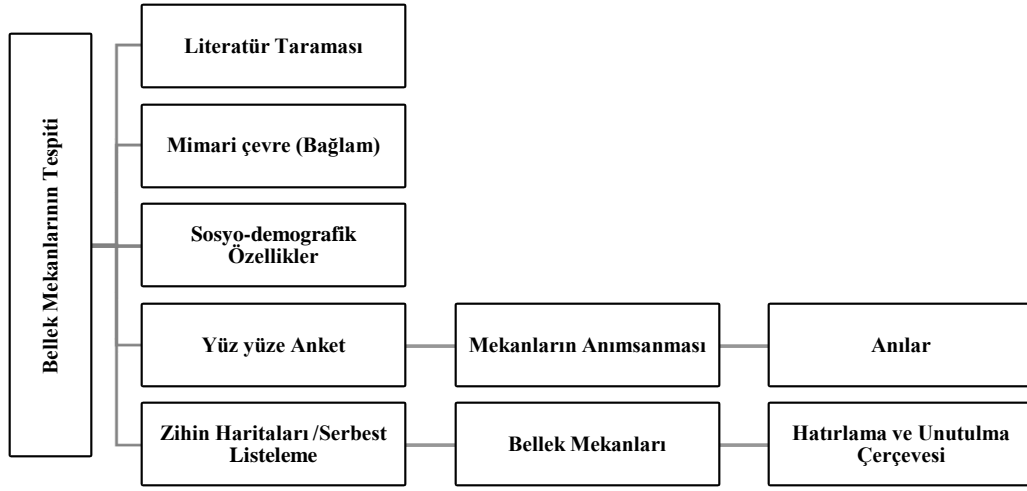 Bellek Mekanlarının Tespiti
Literatür Taraması
Mimari çevre (Bağlam)
Sosyo-demografik
Özellikler
Yüz yüze Anket
Mekanların Anımsanması
Anılar
Zihin Haritaları /Serbest
Listeleme
Bellek Mekanları
Hatırlama ve Unutulma
Çerçevesi